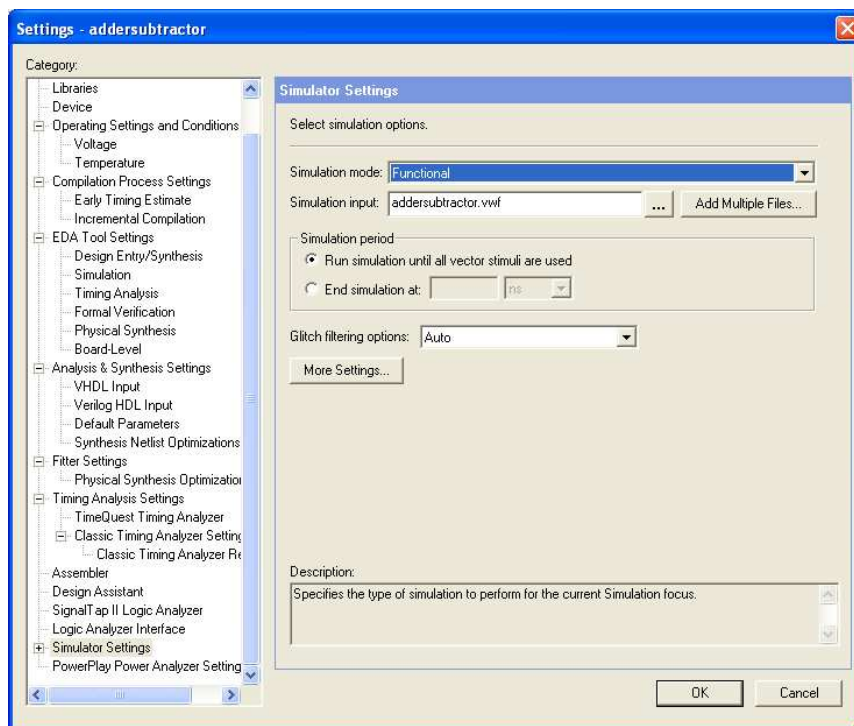 Settings - addersubtractor
Category:
Libraries
Device
Operating Settings and Conditions
Voltage
Temperature
Compilation Process Settings
Early Timing Estimate
Incremental Compilation
EDA Tool Settings
Design Entry/Synthesis
Simulation
Timing Analysis
Formal Verification
Physical Synthesis
Board-Level
Analysis & Synthesis Settings
VHDL Input
Verilog HDL Input
Default Parameters
Synthesis Netlist Optimizations
Fitter Settings
Physical Synthesis Optimizatio
Timing Analysis Settings
TimeQuest Timing Analyzer
Classic Timing Analyzer Setting
Classic Timing Analyzer Re
Assembler
Design Assistant
SignalTap II Logic Analyzer
Logic Analyzer Interface
Simulator Settings
PowerPlay Power Analyzer Setting
Simulator Settings
Select simulation options.
Simulation mode: Functional
Simulation input: addersubtractor.vwf ... Add Multiple Files...
Simulation period
Run simulation until all vector stimuli are used
End simulation at: ns
Glitch filtering options: Auto
More Settings...
Description:
Specifies the type of simulation to perform for the current Simulation focus.
OK Cancel